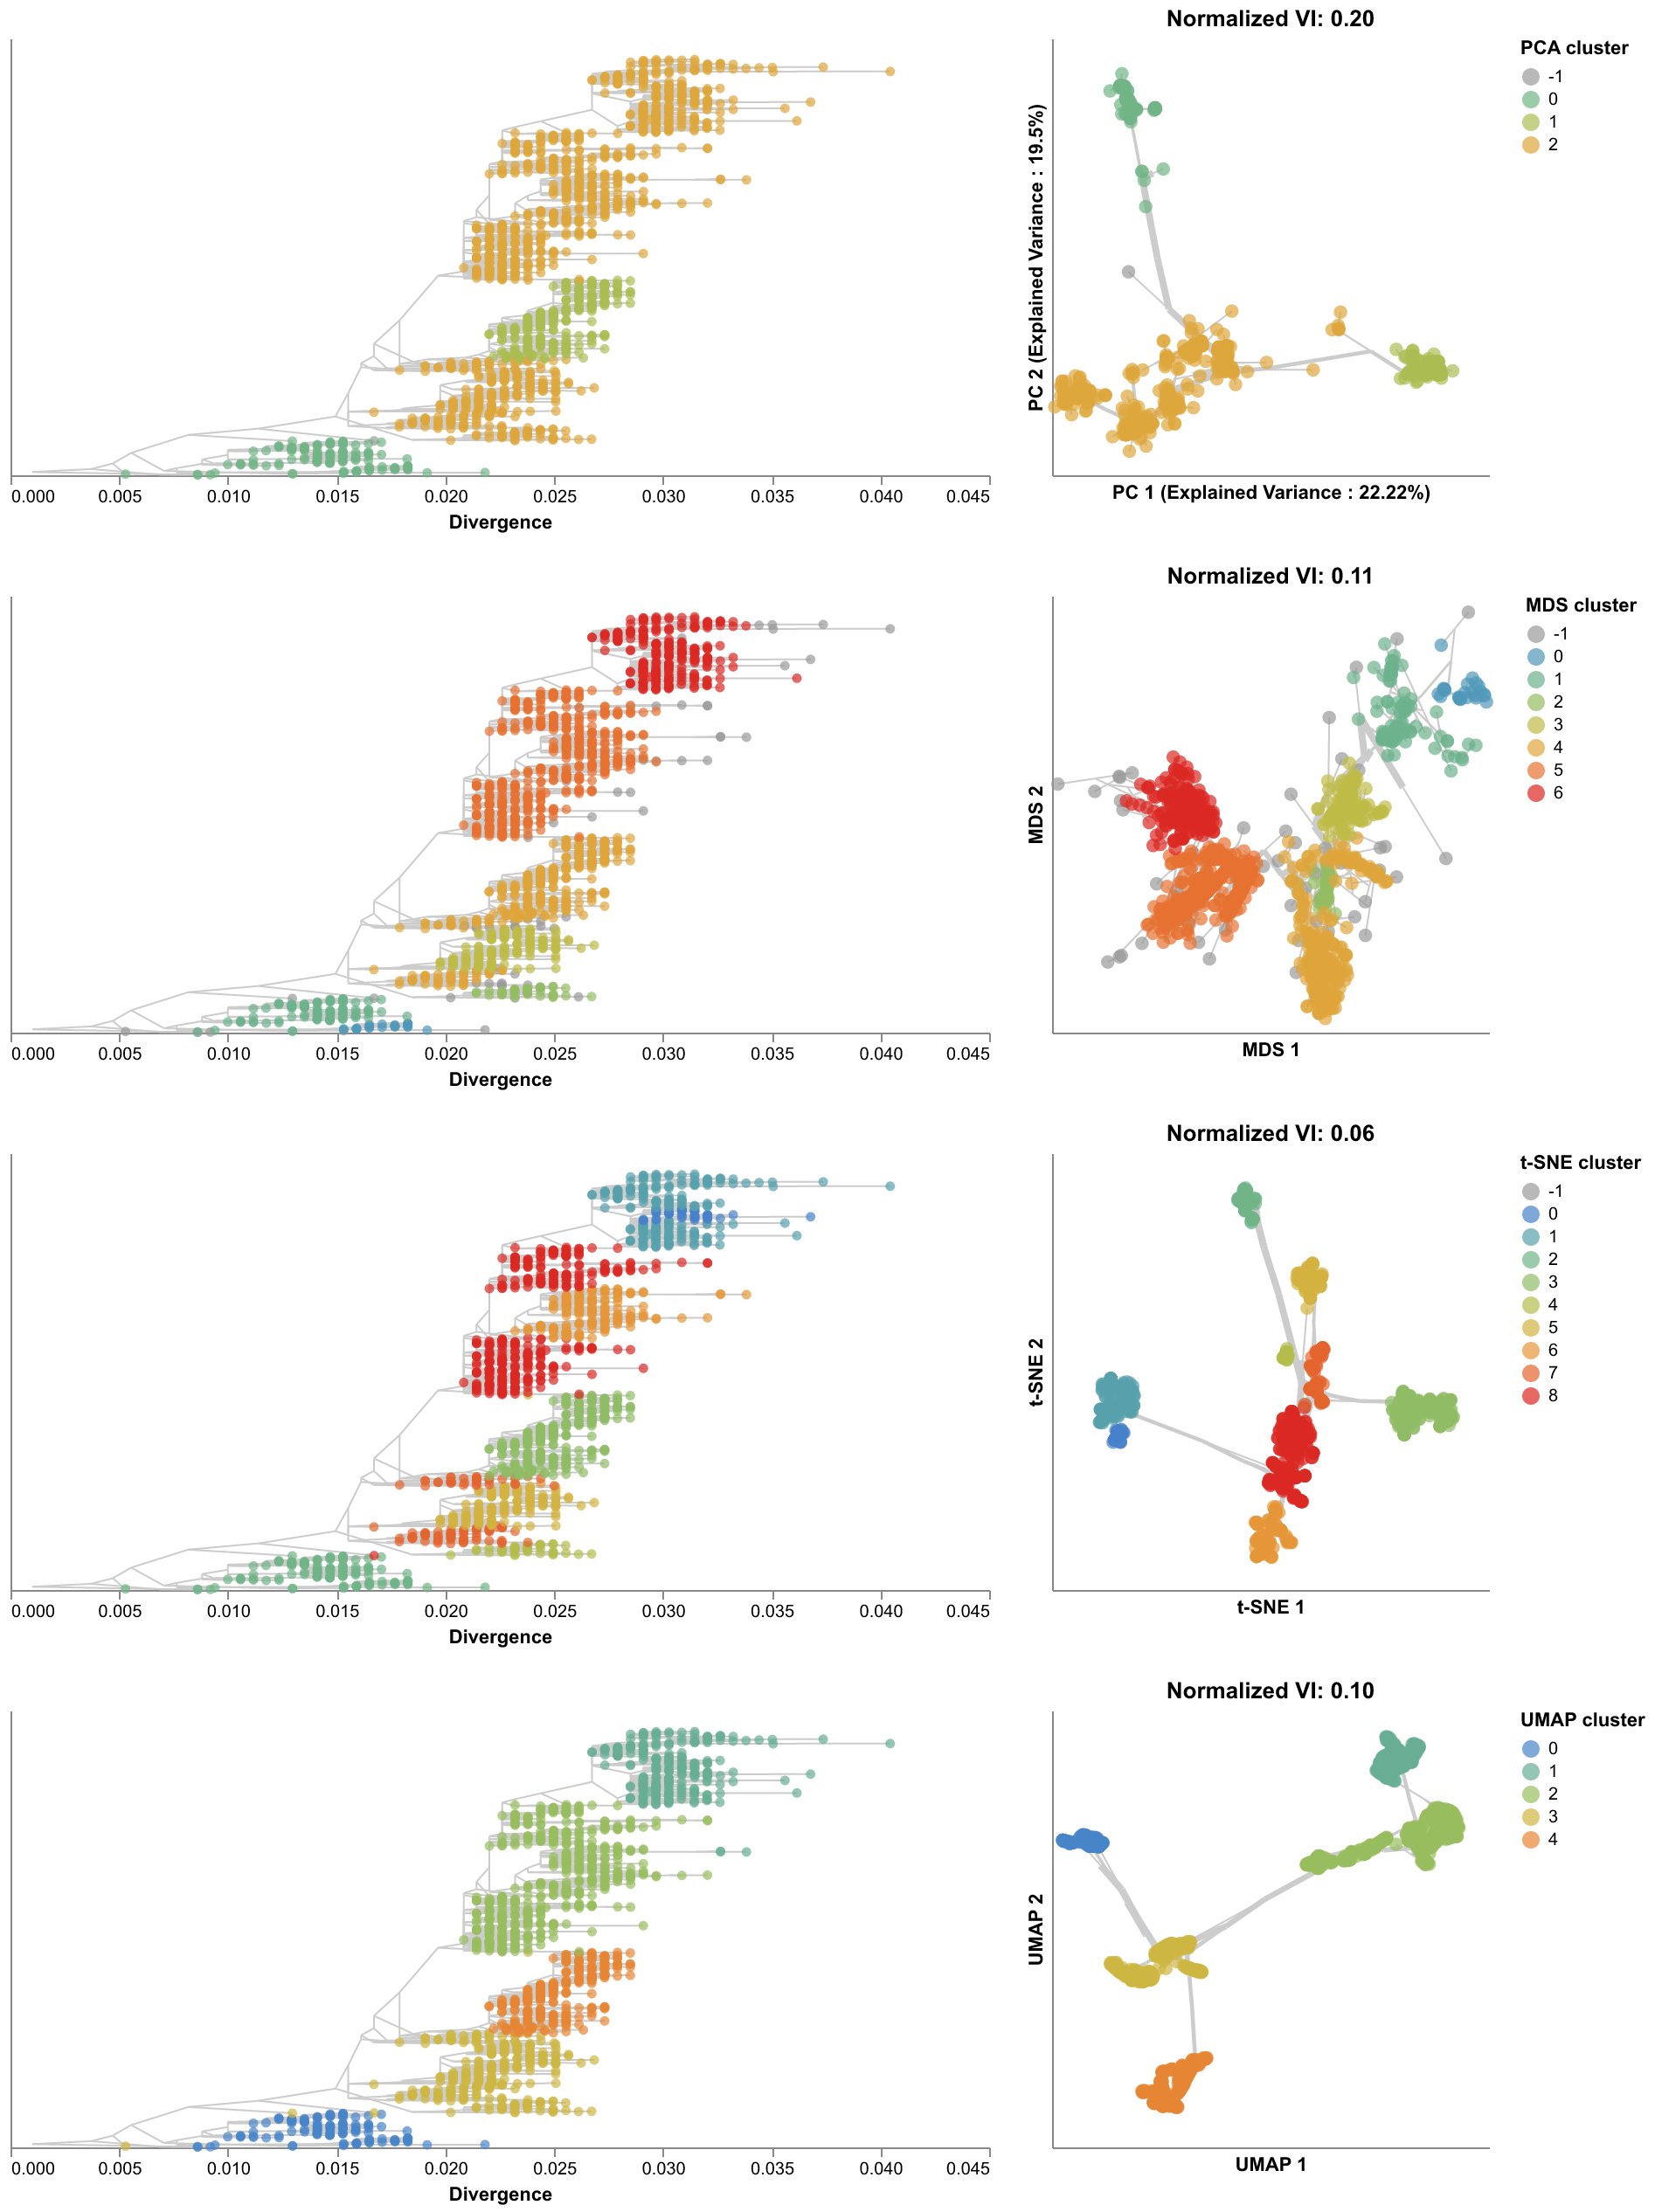 Normalized VI: 0.20
PCA cluster
-1
0
1
2
PC 2 (Explained Variance : 19.5%)
0.000 0.005 0.010 0.015 0.020 0.025 0.030 0.035 0.040 0.045
Divergence
PC 1 (Explained Variance : 22.22%)
Normalized VI: 0.11
MDS cluster
-1
0
1
2
3
4
5
6
MDS 2
0.000 0.005 0.010 0.015 0.020 0.025 0.030 0.035 0.040 0.045
Divergence
MDS 1
Normalized VI: 0.06
t-SNE cluster
-1
0
1
2
3
4
5
6
7
8
t-SNE 2
0.000 0.005 0.010 0.015 0.020 0.025 0.030 0.035 0.040 0.045
Divergence
t-SNE 1
Normalized VI: 0.10
UMAP cluster
0
1
2
3
4
UMAP 2
0.000 0.005 0.010 0.015 0.020 0.025 0.030 0.035 0.040 0.045
Divergence
UMAP 1